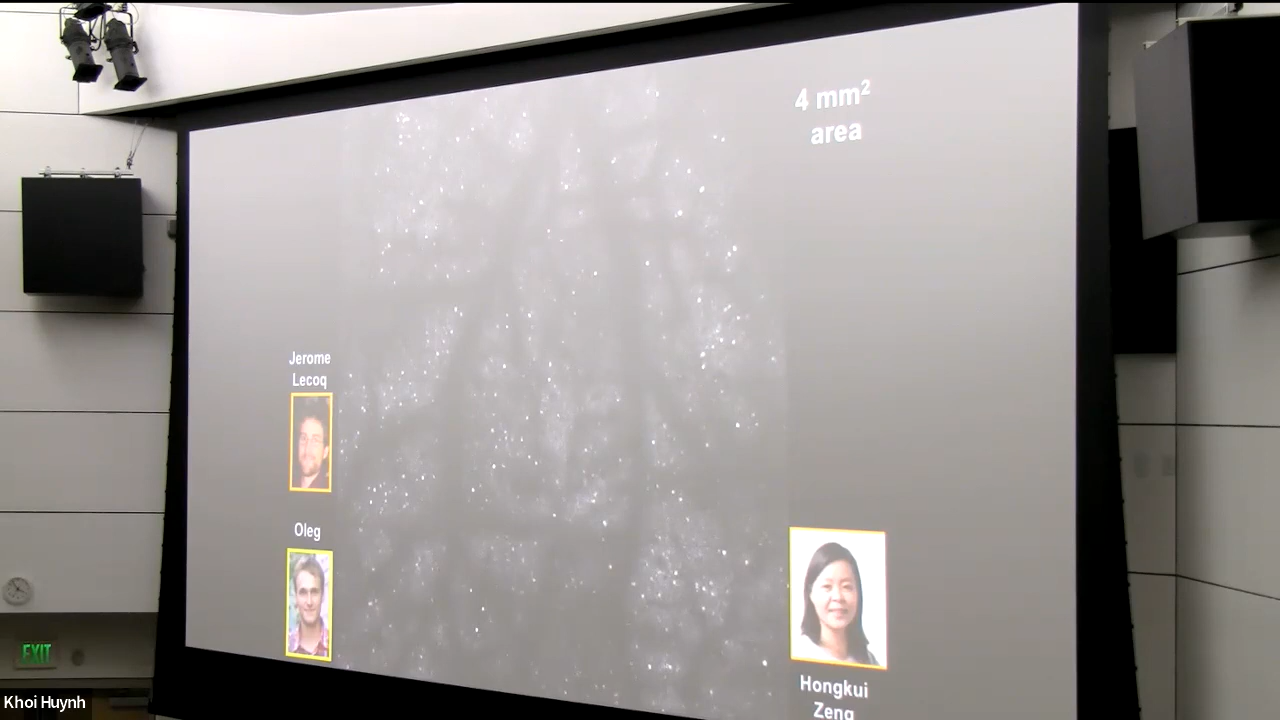 4 mm²
area
Jerome
Lecoq
Oleg
Hongkui
Zeng
EXIT
Khoi Huynh